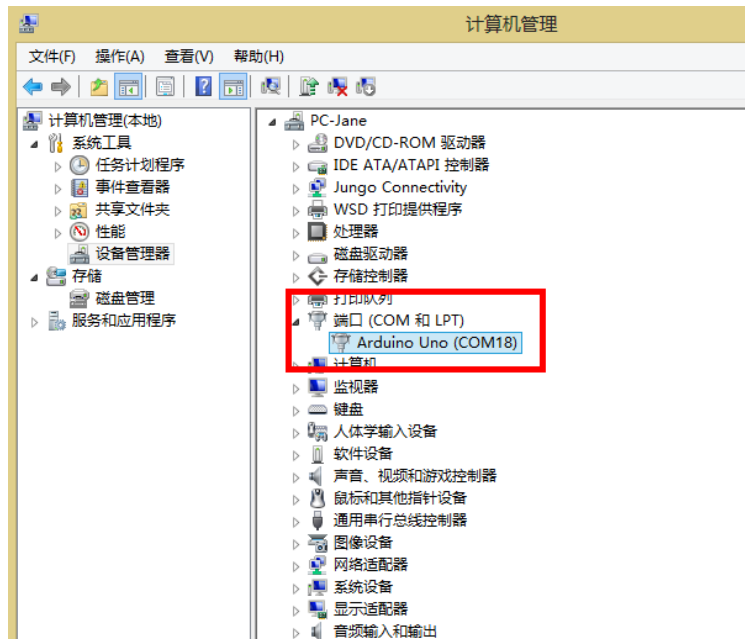 计算机管理
文件(F) 操作(A) 查看(V) 帮助(H)
计算机管理(本地)
系统工具
任务计划程序
事件查看器
共享文件夹
性能
设备管理器
存储
磁盘管理
服务和应用程序
PC-Jane
DVD/CD-ROM 驱动器
IDE ATA/ATAPI 控制器
Jungo Connectivity
WSD 打印提供程序
处理器
磁盘驱动器
存储控制器
打印队列
端口 (COM 和 LPT)
Arduino Uno (COM18)
计算机
监视器
键盘
人体学输入设备
软件设备
声音、视频和游戏控制器
鼠标和其他指针设备
通用串行总线控制器
图像设备
网络适配器
系统设备
显示适配器
音频输入和输出